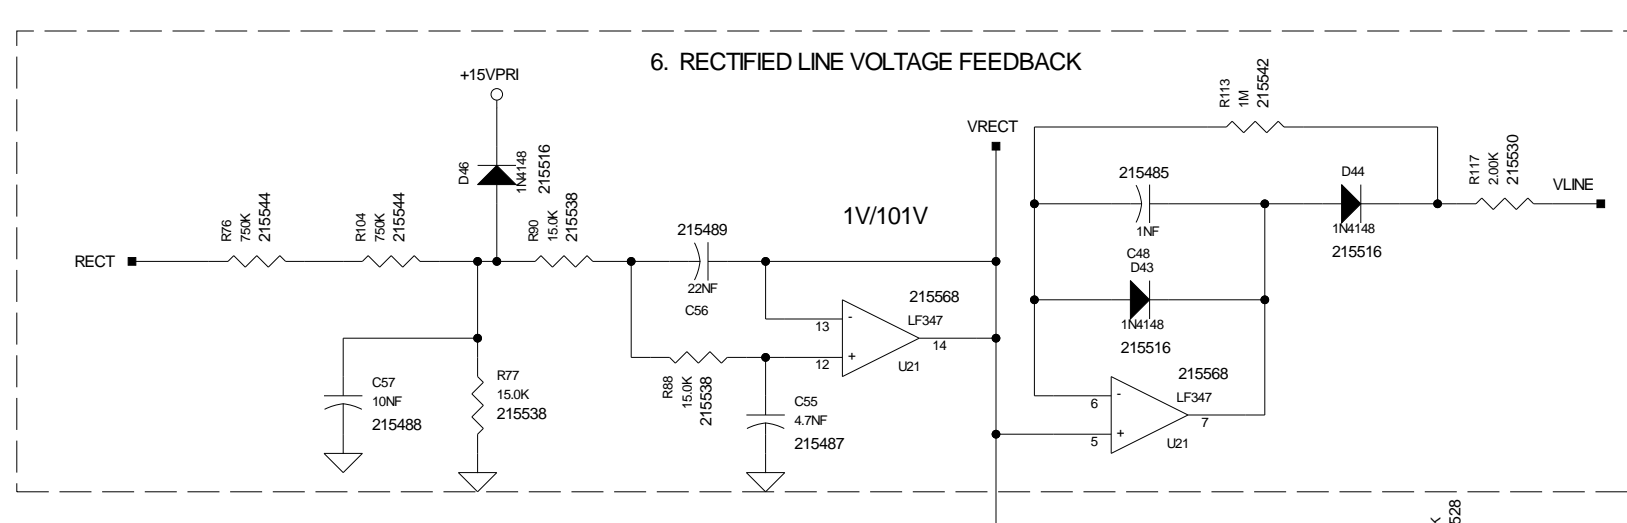 6. RECTIFIED LINE VOLTAGE FEEDBACK
+15VPRI
D46
1N4148
215516
RECT
R76
750K
215544
R104
750K
215544
R90
15.0K
215538
215489
22NF
C56
1V/101V
VRECT
C57
10NF
215488
R77
15.0K
215538
R88
15.0K
215538
C55
4.7NF
215487
13
-
12
+
215568
LF347
14
U21
R113
1M
215542
215485
1NF
C48
D43
1N4148
215516
D44
1N4148
215516
R117
2.00K
215530
VLINE
6
-
5
+
215568
LF347
7
U21
K
528